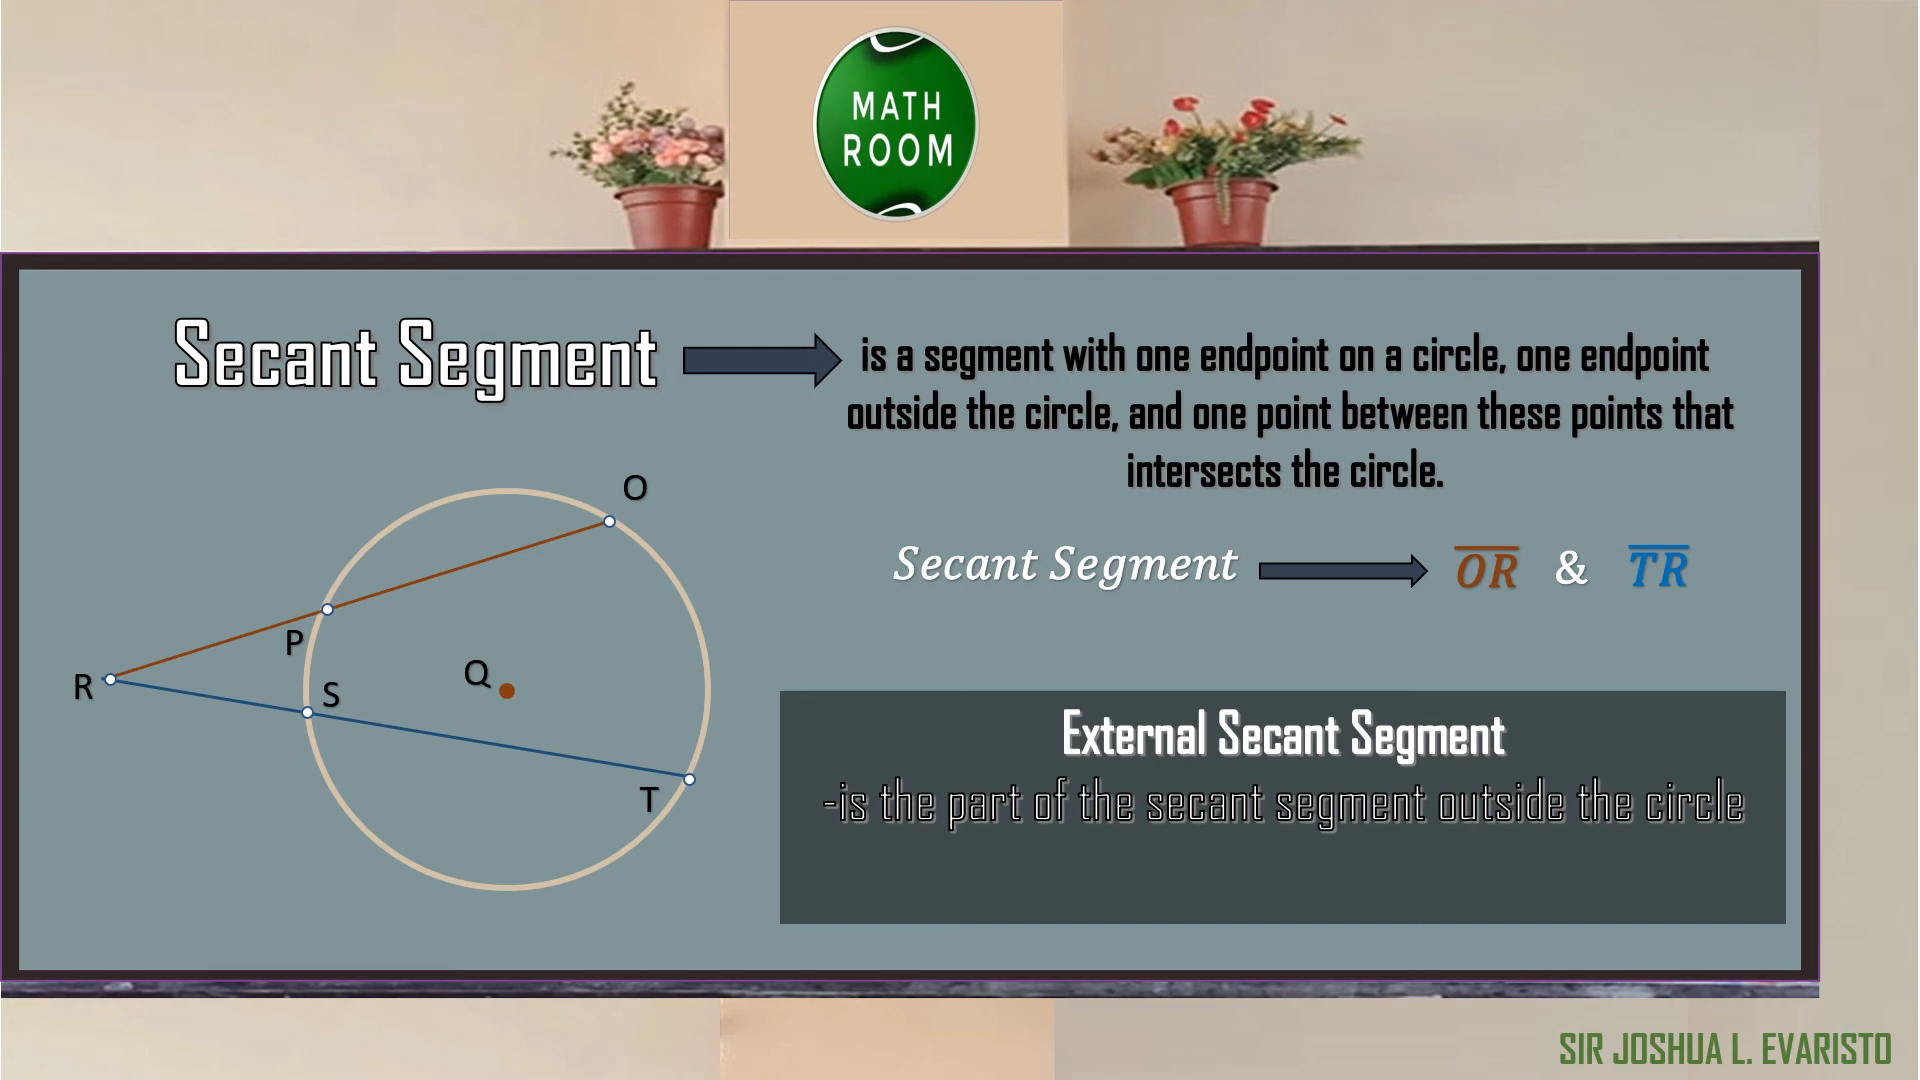 MATH
ROOM
Secant Segment
is a segment with one endpoint on a circle, one endpoint
outside the circle, and one point between these points that
intersects the circle.
O
P
R
S
Q
T
Secant Segment
OR & TR
External Secant Segment
-is the part of the secant segment outside the circle
SIR JOSHUA L. EVARISTO